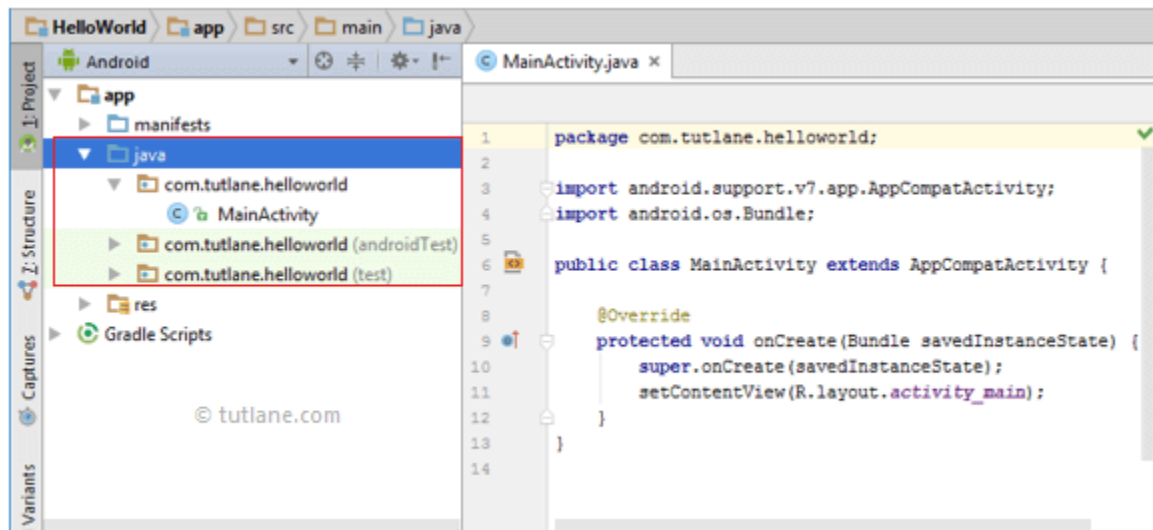 HelloWorld app src main java
1: Project
Z: Structure
Captures
Variants
Android
app
manifests
java
com.tutlane.helloworld
C MainActivity
com.tutlane.helloworld (androidTest)
com.tutlane.helloworld (test)
res
Gradle Scripts
© tutlane.com
C MainActivity.java ×
1 package com.tutlane.helloworld;
2
3 import android.support.v7.app.AppCompatActivity;
4 import android.os.Bundle;
5
6 public class MainActivity extends AppCompatActivity {
7
8 @Override
9 protected void onCreate(Bundle savedInstanceState) {
10 super.onCreate(savedInstanceState);
11 setContentView(R.layout.activity_main);
12 }
13 }
14